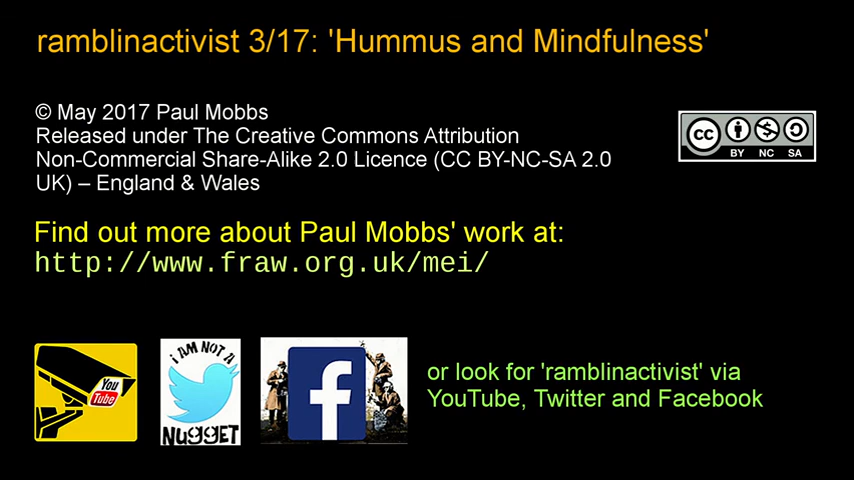 ramblinactivist 3/17: 'Hummus and Mindfulness'
© May 2017 Paul Mobbs
Released under The Creative Commons Attribution
Non-Commercial Share-Alike 2.0 Licence (CC BY-NC-SA 2.0
UK) – England & Wales
cc
BY NC SA
Find out more about Paul Mobbs' work at:
http://www.fraw.org.uk/mei/
You
Tube
i AM NOT A
NUGGET
f
or look for 'ramblinactivist' via
YouTube, Twitter and Facebook